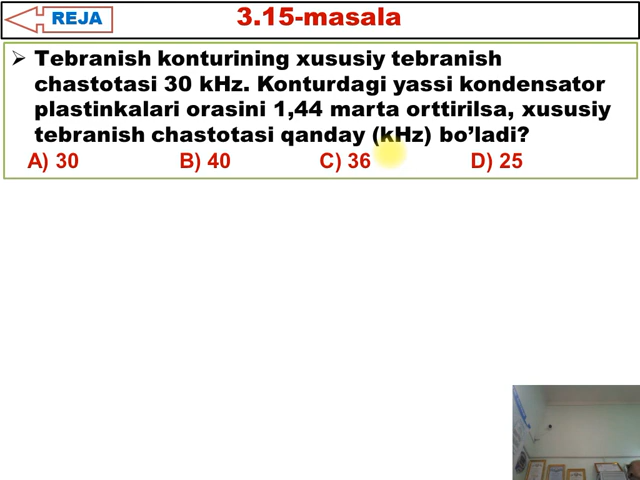 REJA
3.15-masala
➢ Tebranish konturining xususiy tebranish
chastotasi 30 kHz. Konturdagi yassi kondensator
plastinkalari orasini 1,44 marta orttirilsa, xususiy
tebranish chastotasi qanday (kHz) bo’ladi?
A) 30 B) 40 C) 36 D) 25